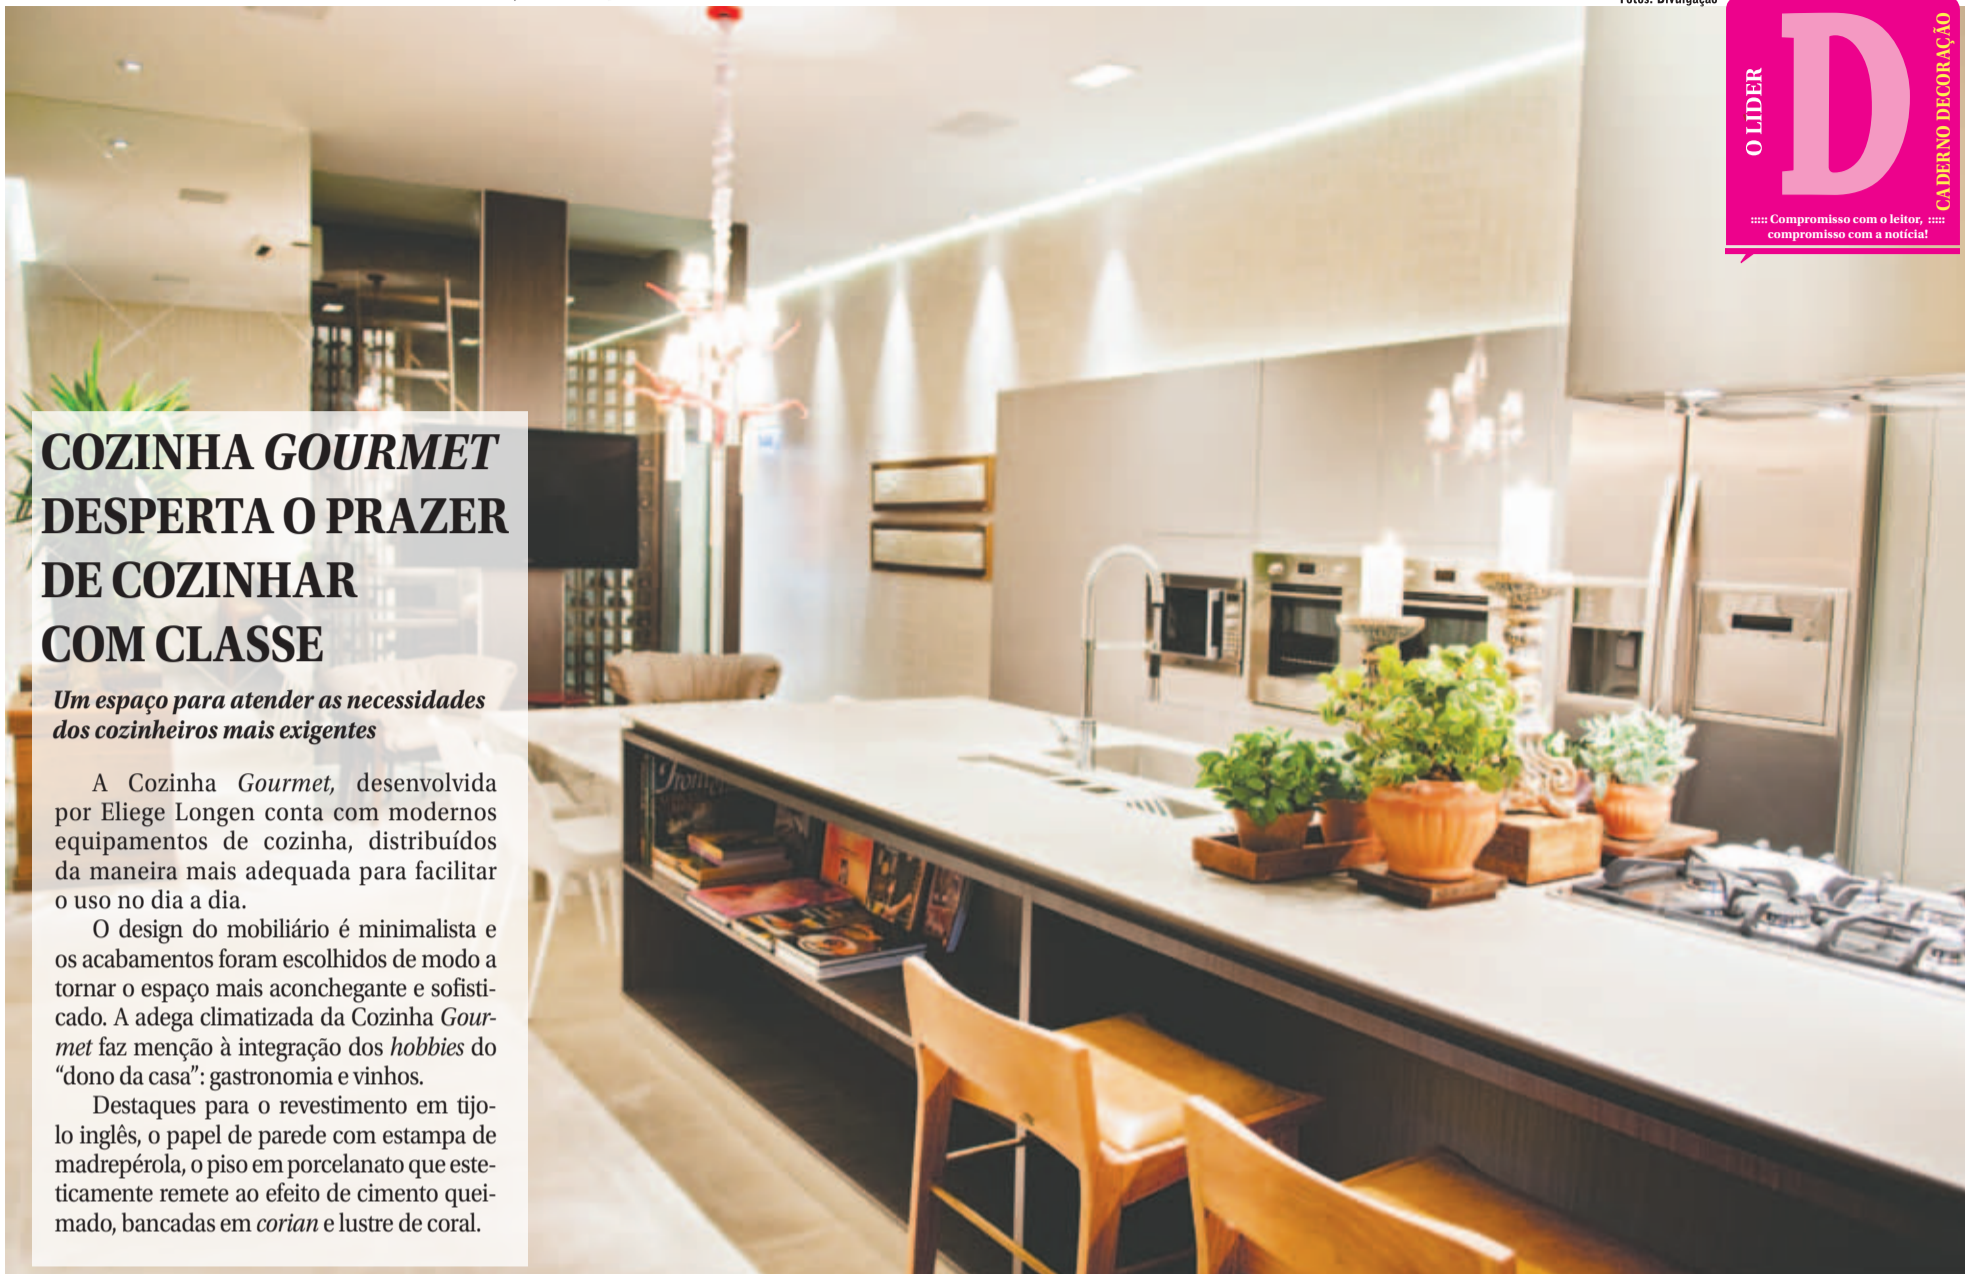 Fotos: Divulgação
O LIDER
D
CADERNO DECORAÇÃO
::::: Compromisso com o leitor, :::::
compromisso com a notícia!
COZINHA GOURMET
DESPERTA O PRAZER
DE COZINHAR
COM CLASSE
Um espaço para atender as necessidades
dos cozinheiros mais exigentes
A Cozinha Gourmet, desenvolvida
por Eliege Longen conta com modernos
equipamentos de cozinha, distribuídos
da maneira mais adequada para facilitar
o uso no dia a dia.
O design do mobiliário é minimalista e
os acabamentos foram escolhidos de modo a
tornar o espaço mais aconchegante e sofisti-
cado. A adega climatizada da Cozinha Gour-
met faz menção à integração dos hobbies do
“dono da casa”: gastronomia e vinhos.
Destaques para o revestimento em tijo-
lo inglês, o papel de parede com estampa de
madrepérola, o piso em porcelanato que este-
ticamente remete ao efeito de cimento quei-
mado, bancadas em corian e lustre de coral.